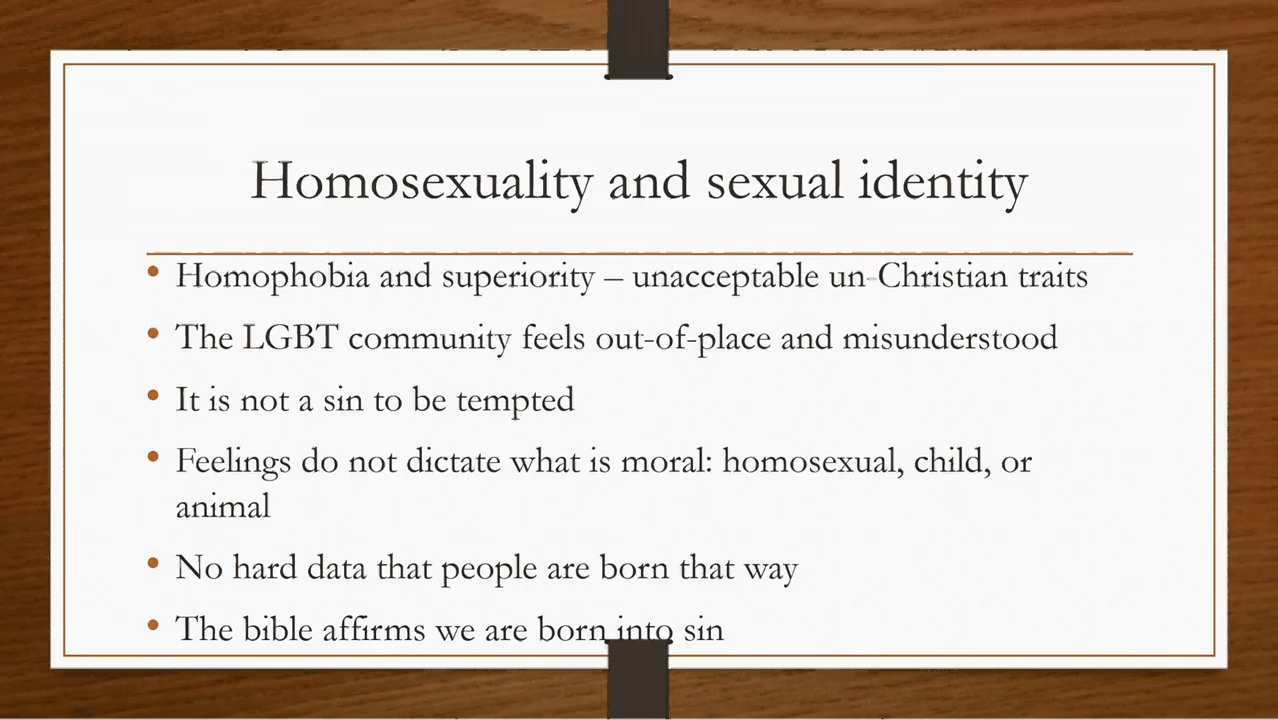 Homosexuality and sexual identity
• Homophobia and superiority – unacceptable un-Christian traits
• The LGBT community feels out-of-place and misunderstood
• It is not a sin to be tempted
• Feelings do not dictate what is moral: homosexual, child, or
animal
• No hard data that people are born that way
• The bible affirms we are born into sin